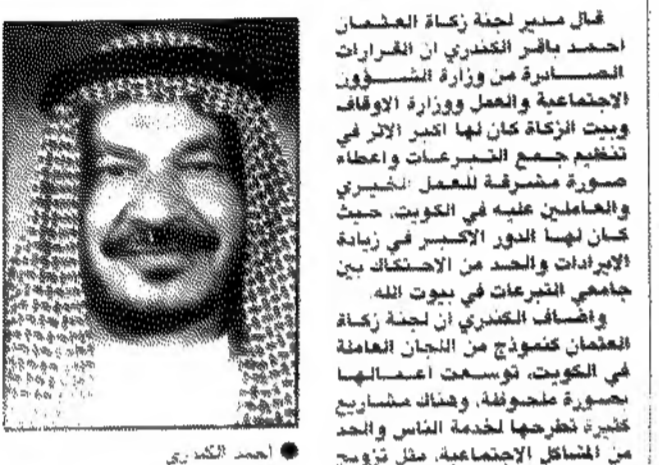 قال مدير لجنة زكاة العثمان
احمد باقر الكندري ان القرارات
الصادرة من وزارة الشؤون
الاجتماعية والعمل ووزارة الاوقاف
وبيت الزكاة كان لها اكبر الاثر في
تنظيم جمع التبرعات واعطاء
صورة مشرقة للعمل الخيري
والعاملين عليه في الكويت، حيث
كان لهـا الدور الاكبر في زيادة
الايرادات والحد من الاحتكاك بين
جامعي التبرعات في بيوت الله.
واضاف الكندري ان لجنة زكاة
العثمان كنموذج من اللجان العاملة
في الكويت، توسعت اعمالها
بصورة ملحوظة، وهناك مشاريع
كثيرة تطرحها لخدمة الناس والحد
من المشاكل الاجتماعية، مثل تزويج
● احمد الكندري